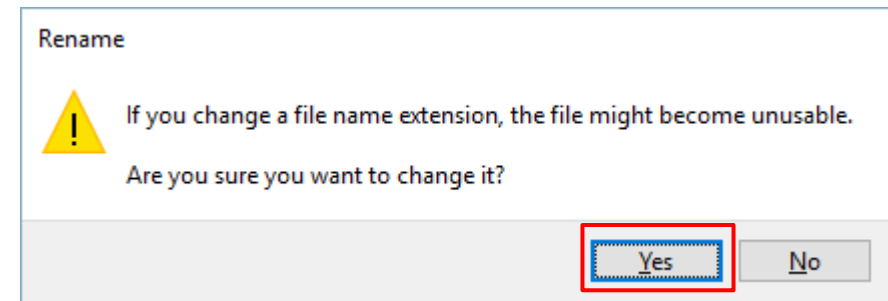 Rename
If you change a file name extension, the file might become unusable.
Are you sure you want to change it?
Yes No